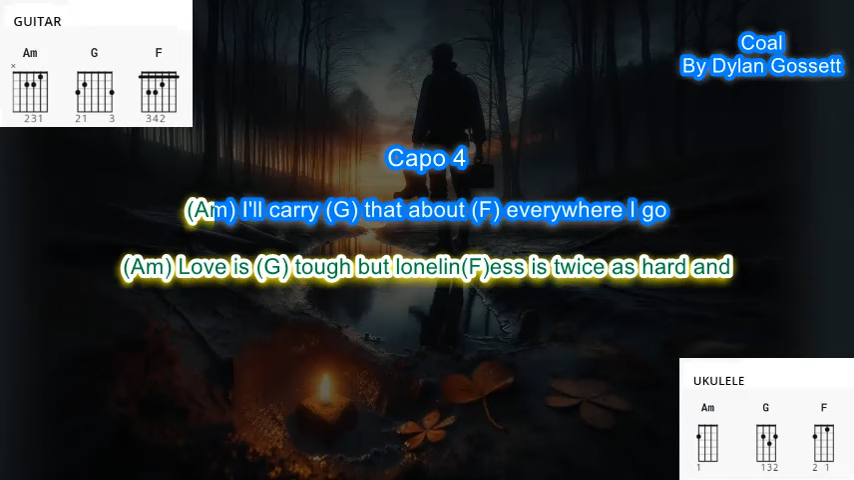 GUITAR
Am G F
×
231 21 3 342
Coal
By Dylan Gossett
Capo 4
(Am) I'll carry (G) that about (F) everywhere I go
(Am) Love is (G) tough but lonelin(F)ess is twice as hard and
UKULELE
Am G F
1 132 2 1